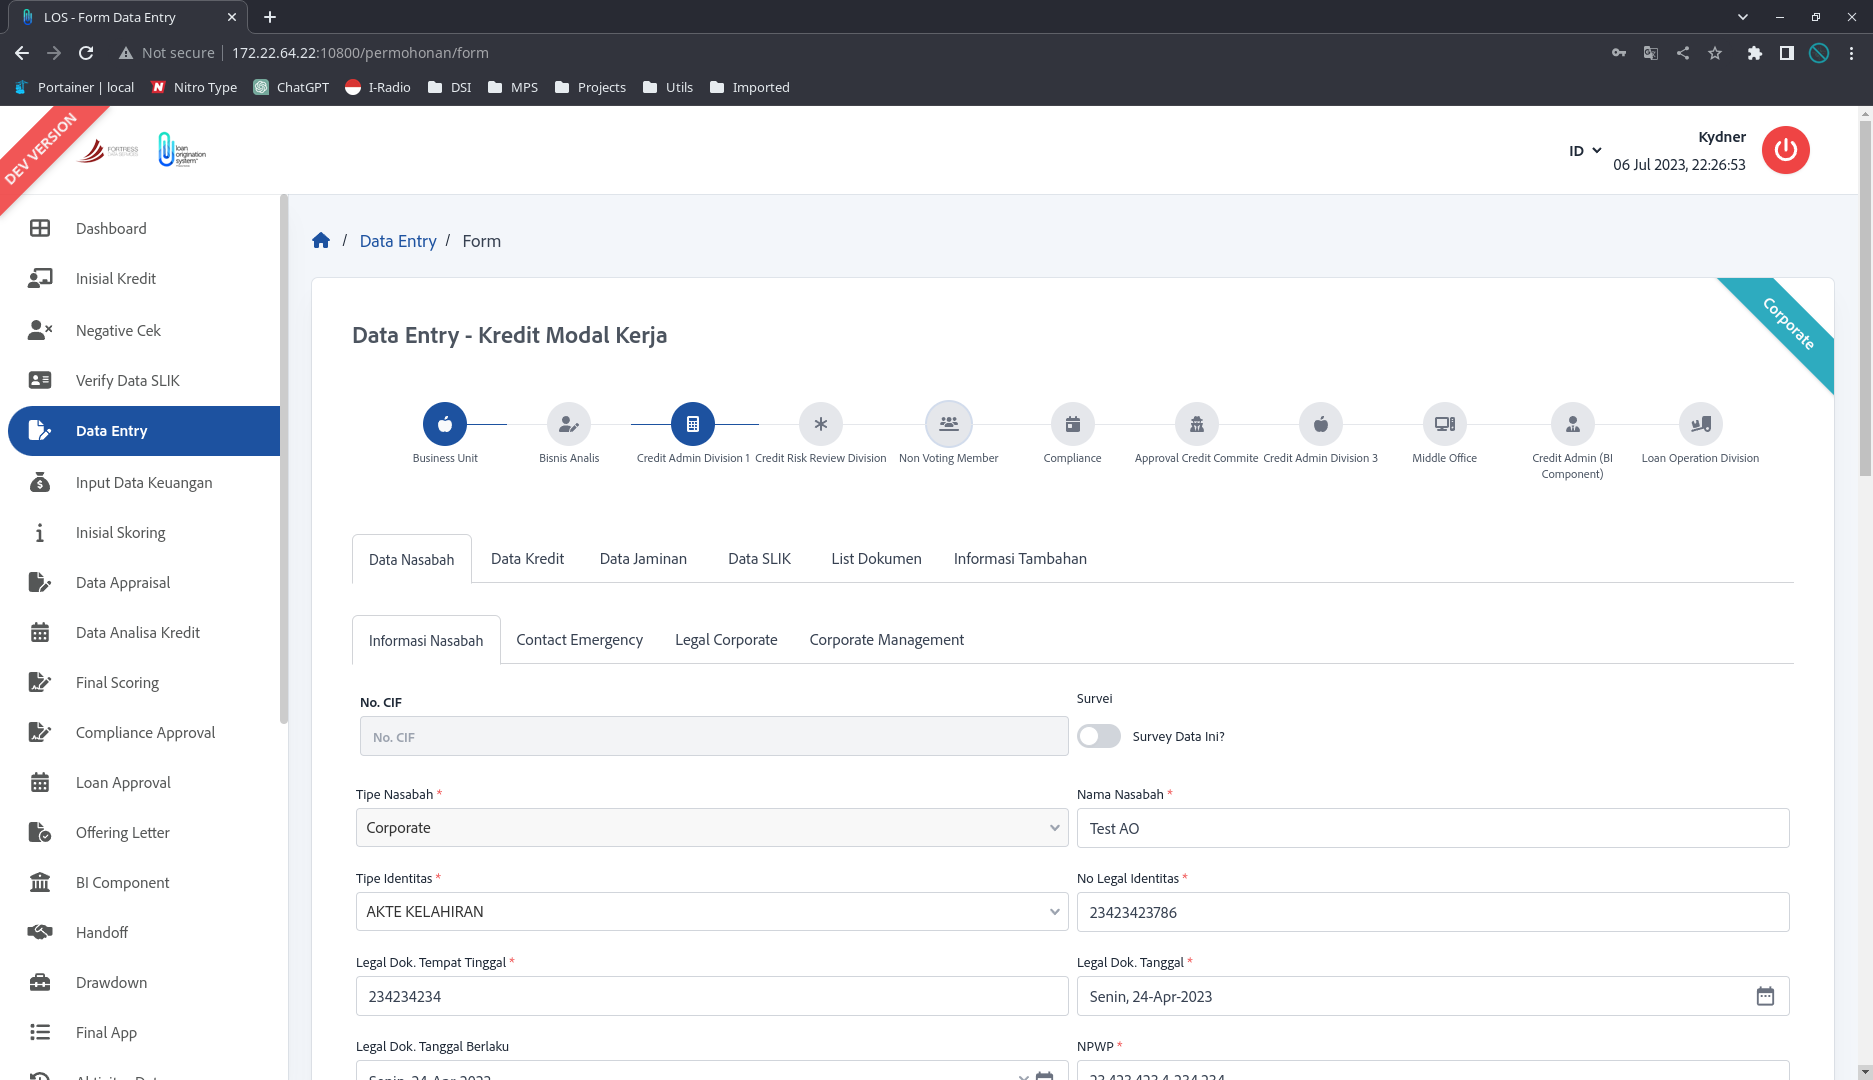 LOS - Form Data Entry
Not secure
172.22.64.22:10800/permohonan/form
Portainer | local
Nitro Type
ChatGPT
I-Radio
DSI
MPS
Projects
Utils
Imported
DEV VERSION
FORTRESS
loan
origination
system
ID
Kydner
06 Jul 2023, 22:26:53
Dashboard
Inisial Kredit
Negative Cek
Verify Data SLIK
Data Entry
Input Data Keuangan
Inisial Skoring
Data Appraisal
Data Analisa Kredit
Final Scoring
Compliance Approval
Loan Approval
Offering Letter
BI Component
Handoff
Drawdown
Final App
/ Data Entry / Form
Corporate
Data Entry - Kredit Modal Kerja
Business Unit
Bisnis Analis
Credit Admin Division 1
Credit Risk Review Division
Non Voting Member
Compliance
Approval Credit Commite
Credit Admin Division 3
Middle Office
Credit Admin (BI
Component)
Loan Operation Division
Data Nasabah
Data Kredit
Data Jaminan
Data SLIK
List Dokumen
Informasi Tambahan
Informasi Nasabah
Contact Emergency
Legal Corporate
Corporate Management
No. CIF
No. CIF
Survei
Survey Data Ini?
Tipe Nasabah *
Corporate
Nama Nasabah *
Test AO
Tipe Identitas *
AKTE KELAHIRAN
No Legal Identitas *
23423423786
Legal Dok. Tempat Tinggal *
234234234
Legal Dok. Tanggal *
Senin, 24-Apr-2023
Legal Dok. Tanggal Berlaku
NPWP *